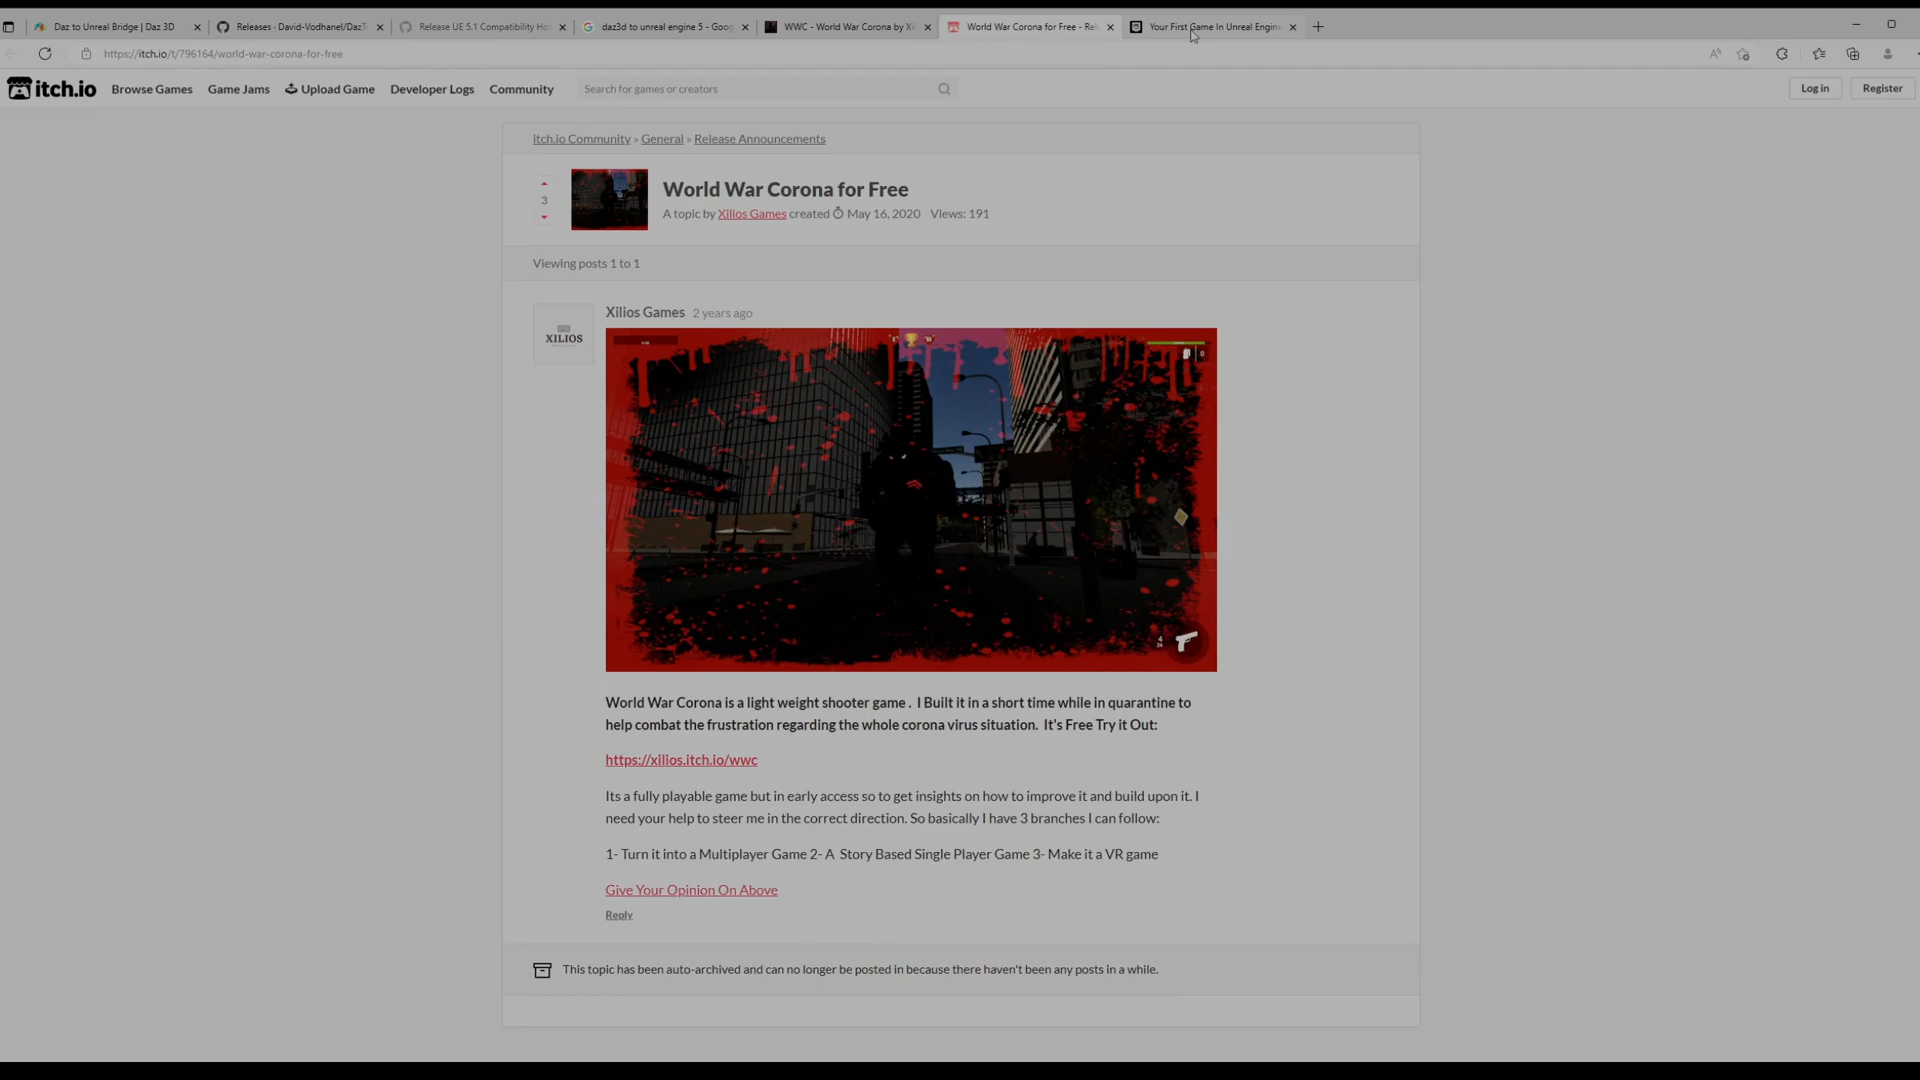 Daz to Unreal Bridge | Daz 3D
Releases · David-Vodhanel/DazT
Release UE 5.1 Compatibility Ho
daz3d to unreal engine 5 - Goog
WWC - World War Corona by Xil
World War Corona for Free - Rel
Your First Game In Unreal Engine
https://itch.io/t/796164/world-war-corona-for-free
itch.io
Browse Games
Game Jams
Upload Game
Developer Logs
Community
Search for games or creators
Log in
Register
itch.io Community » General » Release Announcements
3
World War Corona for Free
A topic by Xilios Games created May 16, 2020 Views: 191
Viewing posts 1 to 1
XILIOS
Xilios Games 2 years ago
0
4
24
World War Corona is a light weight shooter game . I Built it in a short time while in quarantine to
help combat the frustration regarding the whole corona virus situation. It's Free Try it Out:
https://xilios.itch.io/wwc
Its a fully playable game but in early access so to get insights on how to improve it and build upon it. I
need your help to steer me in the correct direction. So basically I have 3 branches I can follow:
1- Turn it into a Multiplayer Game 2- A Story Based Single Player Game 3- Make it a VR game
Give Your Opinion On Above
Reply
This topic has been auto-archived and can no longer be posted in because there haven't been any posts in a while.